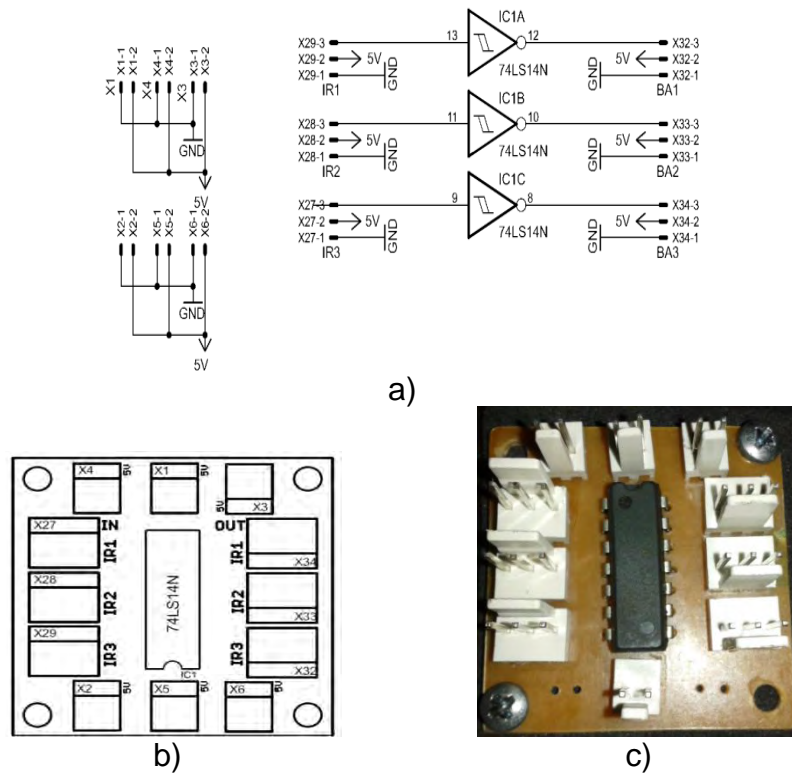 X1
X1-1
X1-2
X4
X4-1
X4-2
X3
X3-1
X3-2
GND
5V
X2-1
X2-2
X5-1
X5-2
X6-1
X6-2
GND
5V
IC1A
X29-3 13 12 X32-3
X29-2 5V 5V X32-2
X29-1 GND 74LS14N GND X32-1
IR1 BA1
IC1B
X28-3 11 10 X33-3
X28-2 5V 5V X33-2
X28-1 GND 74LS14N GND X33-1
IR2 BA2
IC1C
X27-3 9 8 X34-3
X27-2 5V 5V X34-2
X27-1 GND 74LS14N GND X34-1
IR3 BA3
a)
X4 5V X1 5V 5V X3
X27 IN OUT
IR1 IR1 X34
X28 IR2 74LS14N IR2 X33
X29 IR3 IR3 X32
IC1
X2 5V X5 5V X6 5V
b)
c)